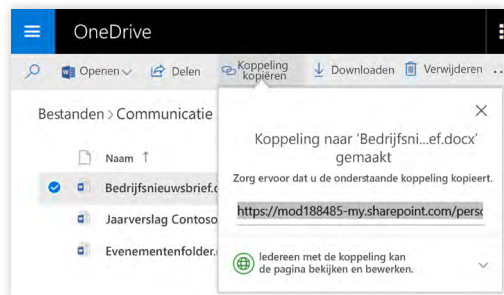 OneDrive
Openen Delen Koppeling kopiëren Downloaden Verwijderen ...
Bestanden > Communicatie
Koppeling naar 'Bedrijfsni...ef.docx'
gemaakt
Zorg ervoor dat u de onderstaande koppeling kopieert.
https://mod188485-my.sharepoint.com/perso
Iedereen met de koppeling kan
de pagina bekijken en bewerken.
Naam ↑
Bedrijfsnieuwsbrief.
Jaarverslag Contoso
Evenementenfolder.